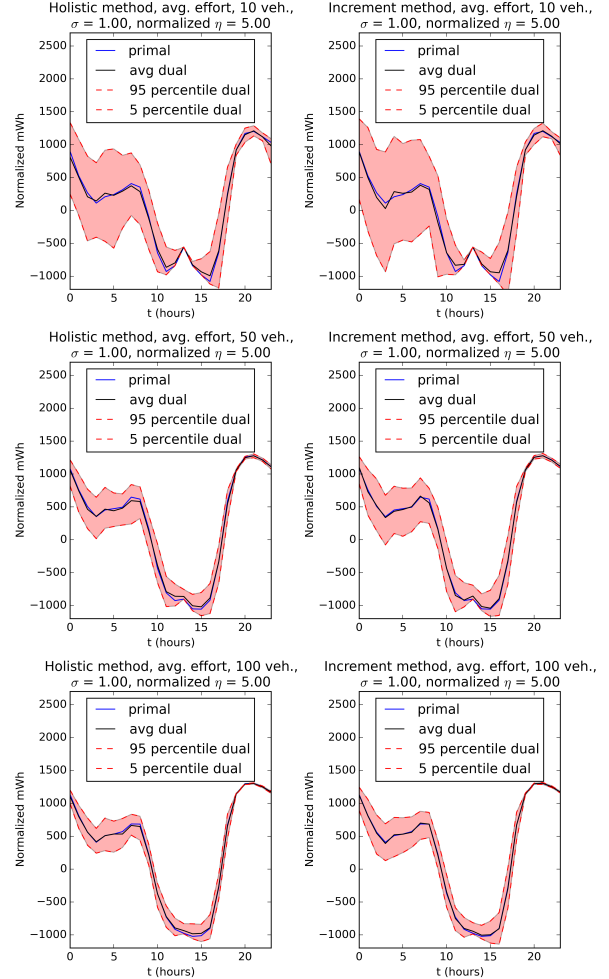 Holistic method, avg. effort, 10 veh.,
σ = 1.00, normalized η = 5.00
primal
avg dual
95 percentile dual
5 percentile dual
Normalized mWh
2500
2000
1500
1000
500
0
−500
−1000
0 5 10 15 20
t (hours)
Increment method, avg. effort, 10 veh.,
σ = 1.00, normalized η = 5.00
primal
avg dual
95 percentile dual
5 percentile dual
Normalized mWh
2500
2000
1500
1000
500
0
−500
−1000
0 5 10 15 20
t (hours)
Holistic method, avg. effort, 50 veh.,
σ = 1.00, normalized η = 5.00
primal
avg dual
95 percentile dual
5 percentile dual
Normalized mWh
2500
2000
1500
1000
500
0
−500
−1000
0 5 10 15 20
t (hours)
Increment method, avg. effort, 50 veh.,
σ = 1.00, normalized η = 5.00
primal
avg dual
95 percentile dual
5 percentile dual
Normalized mWh
2500
2000
1500
1000
500
0
−500
−1000
0 5 10 15 20
t (hours)
Holistic method, avg. effort, 100 veh.,
σ = 1.00, normalized η = 5.00
primal
avg dual
95 percentile dual
5 percentile dual
Normalized mWh
2500
2000
1500
1000
500
0
−500
−1000
0 5 10 15 20
t (hours)
Increment method, avg. effort, 100 veh.,
σ = 1.00, normalized η = 5.00
primal
avg dual
95 percentile dual
5 percentile dual
Normalized mWh
2500
2000
1500
1000
500
0
−500
−1000
0 5 10 15 20
t (hours)